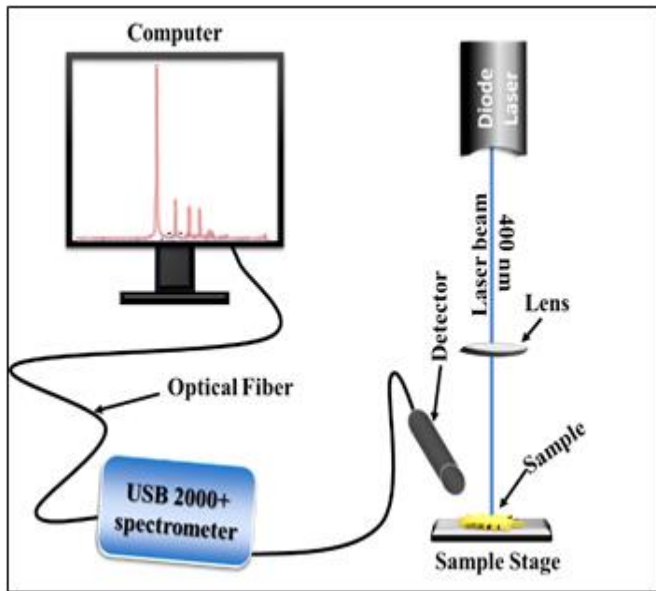 Computer
Diode
Laser
Laser beam
400 nm
Lens
Detector
Optical Fiber
Sample
USB 2000+
spectrometer
Sample Stage